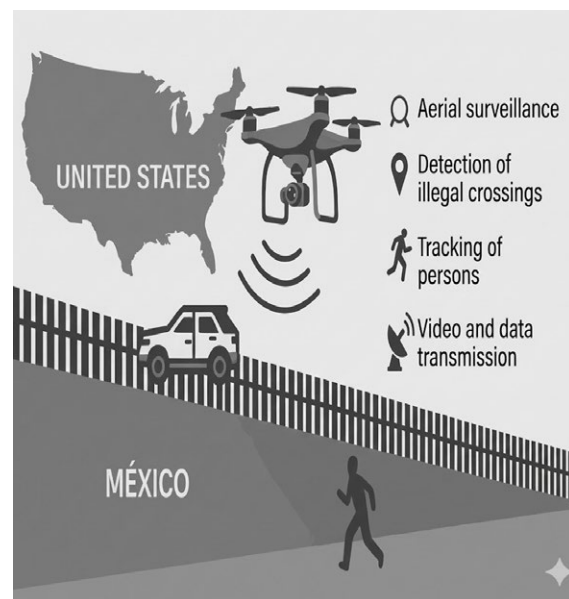 UNITED STATES
Aerial surveillance
Detection of
illegal crossings
Tracking of
persons
Video and data
transmission
MÉXICO